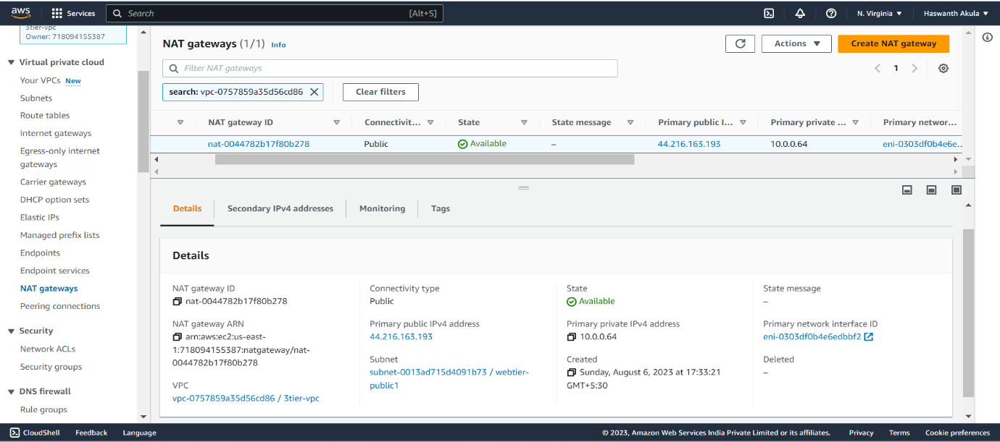 aws
Services
Search
[Alt+S]
N. Virginia
Haswanth Akula
3tier-vpc
Owner: 718094155387
Virtual private cloud
Your VPCs New
Subnets
Route tables
Internet gateways
Egress-only internet
gateways
Carrier gateways
DHCP option sets
Elastic IPs
Managed prefix lists
Endpoints
Endpoint services
NAT gateways
Peering connections
Security
Network ACLs
Security groups
DNS firewall
Rule groups
NAT gateways (1/1) Info
Actions
Create NAT gateway
Filter NAT gateways
1
search: vpc-0757859a35d56cd86
Clear filters
NAT gateway ID Connectivit... State State message Primary public I... Primary private ... Primary networ...
nat-0044782b17f80b278 Public Available – 44.216.163.193 10.0.0.64 eni-0303df0b4e6e...
Details Secondary IPv4 addresses Monitoring Tags
Details
NAT gateway ID
nat-0044782b17f80b278
NAT gateway ARN
arn:aws:ec2:us-east-
1:718094155387:natgateway/nat-
0044782b17f80b278
VPC
vpc-0757859a35d56cd86 / 3tier-vpc
Connectivity type
Public
Primary public IPv4 address
44.216.163.193
Subnet
subnet-0013ad715d4091b73 / webtier-
public1
State
Available
Primary private IPv4 address
10.0.0.64
Created
Sunday, August 6, 2023 at 17:33:21
GMT+5:30
State message
–
Primary network interface ID
eni-0303df0b4e6edbbf2
Deleted
–
CloudShell Feedback Language
© 2023, Amazon Web Services India Private Limited or its affiliates. Privacy Terms Cookie preferences